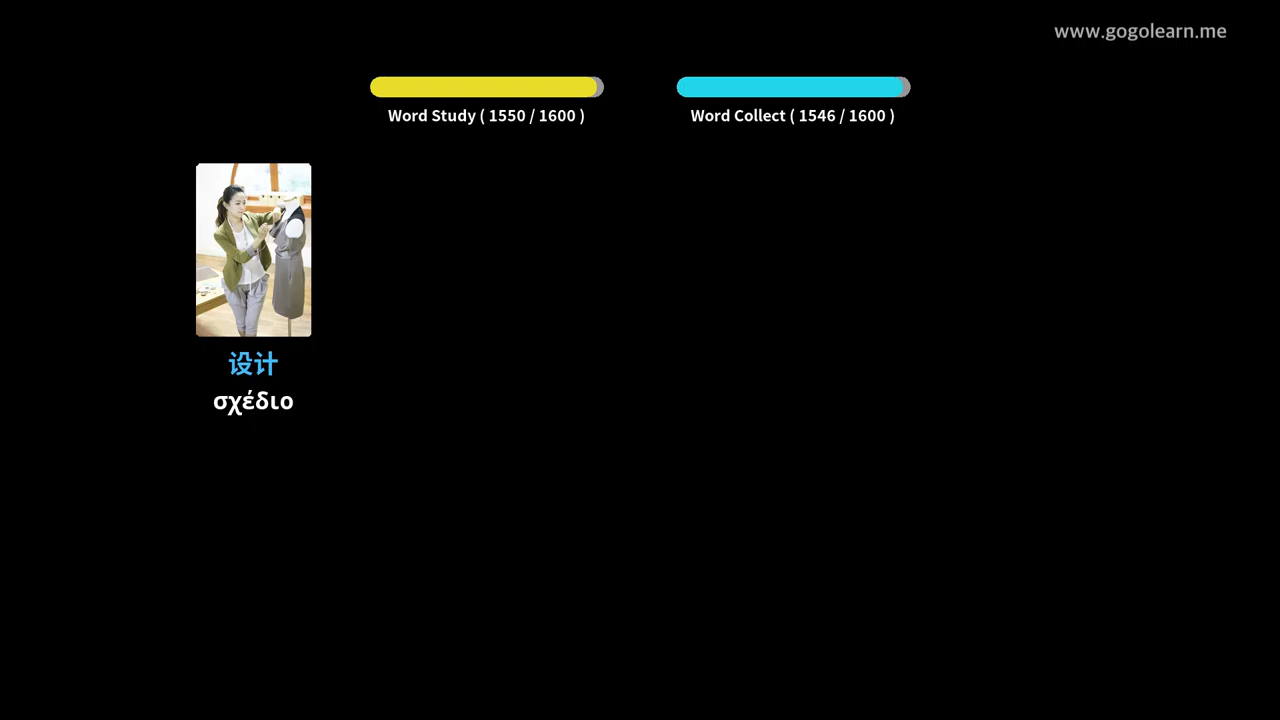 www.gogolearn.me
Word Study ( 1550 / 1600 )
Word Collect ( 1546 / 1600 )
设计
σχέδιο